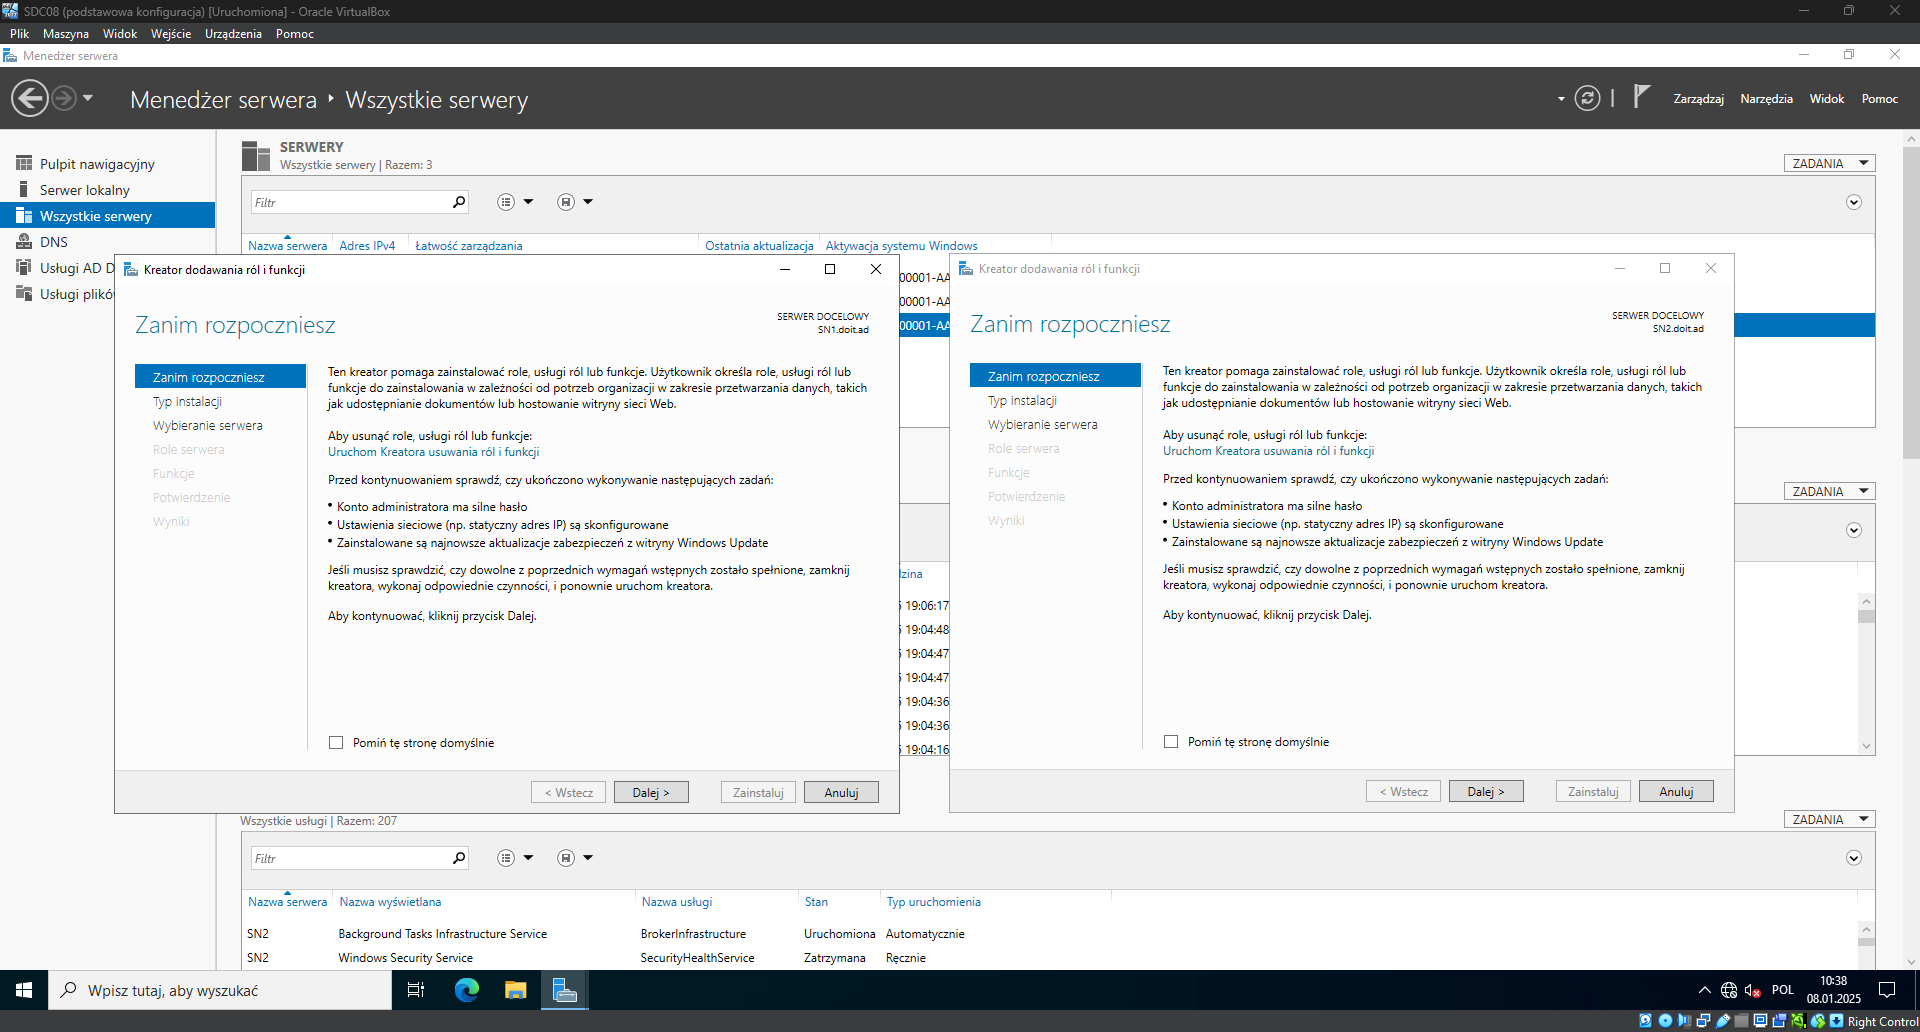 SDC08 (podstawowa konfiguracja) [Uruchomiona] - Oracle VirtualBox
Plik Maszyna Widok Wejście Urządzenia Pomoc
Menedżer serwera
Menedżer serwera ‣ Wszystkie serwery
Zarządzaj Narzędzia Widok Pomoc
Pulpit nawigacyjny
Serwer lokalny
Wszystkie serwery
DNS
Usługi AD D
Usługi plikó
SERWERY
Wszystkie serwery | Razem: 3
ZADANIA
Filtr
Nazwa serwera Adres IPv4 Łatwość zarządzania Ostatnia aktualizacja Aktywacja systemu Windows
00001-AA
00001-AA
00001-AA
Kreator dodawania ról i funkcji
Zanim rozpoczniesz
SERWER DOCELOWY
SN1.doit.ad
Zanim rozpoczniesz
Typ instalacji
Wybieranie serwera
Role serwera
Funkcje
Potwierdzenie
Wyniki
Ten kreator pomaga zainstalować role, usługi ról lub funkcje. Użytkownik określa role, usługi ról lub
funkcje do zainstalowania w zależności od potrzeb organizacji w zakresie przetwarzania danych, takich
jak udostępnianie dokumentów lub hostowanie witryny sieci Web.
Aby usunąć role, usługi ról lub funkcje:
Uruchom Kreatora usuwania ról i funkcji
Przed kontynuowaniem sprawdź, czy ukończono wykonywanie następujących zadań:
• Konto administratora ma silne hasło
• Ustawienia sieciowe (np. statyczny adres IP) są skonfigurowane
• Zainstalowane są najnowsze aktualizacje zabezpieczeń z witryny Windows Update
Jeśli musisz sprawdzić, czy dowolne z poprzednich wymagań wstępnych zostało spełnione, zamknij
kreatora, wykonaj odpowiednie czynności, i ponownie uruchom kreatora.
Aby kontynuować, kliknij przycisk Dalej.
Pomiń tę stronę domyślnie
< Wstecz Dalej > Zainstaluj Anuluj
Kreator dodawania ról i funkcji
Zanim rozpoczniesz
SERWER DOCELOWY
SN2.doit.ad
Zanim rozpoczniesz
Typ instalacji
Wybieranie serwera
Role serwera
Funkcje
Potwierdzenie
Wyniki
Ten kreator pomaga zainstalować role, usługi ról lub funkcje. Użytkownik określa role, usługi ról lub
funkcje do zainstalowania w zależności od potrzeb organizacji w zakresie przetwarzania danych, takich
jak udostępnianie dokumentów lub hostowanie witryny sieci Web.
Aby usunąć role, usługi ról lub funkcje:
Uruchom Kreatora usuwania ról i funkcji
Przed kontynuowaniem sprawdź, czy ukończono wykonywanie następujących zadań:
• Konto administratora ma silne hasło
• Ustawienia sieciowe (np. statyczny adres IP) są skonfigurowane
• Zainstalowane są najnowsze aktualizacje zabezpieczeń z witryny Windows Update
Jeśli musisz sprawdzić, czy dowolne z poprzednich wymagań wstępnych zostało spełnione, zamknij
kreatora, wykonaj odpowiednie czynności, i ponownie uruchom kreatora.
Aby kontynuować, kliknij przycisk Dalej.
Pomiń tę stronę domyślnie
< Wstecz Dalej > Zainstaluj Anuluj
ZADANIA
dzina
19:06:17
19:04:48
19:04:47
19:04:47
19:04:36
19:04:36
19:04:16
Wszystkie usługi | Razem: 207
ZADANIA
Filtr
Nazwa serwera Nazwa wyświetlana Nazwa usługi Stan Typ uruchomienia
SN2 Background Tasks Infrastructure Service BrokerInfrastructure Uruchomiona Automatycznie
SN2 Windows Security Service SecurityHealthService Zatrzymana Ręcznie
Wpisz tutaj, aby wyszukać
POL
10:38
08.01.2025
Right Control